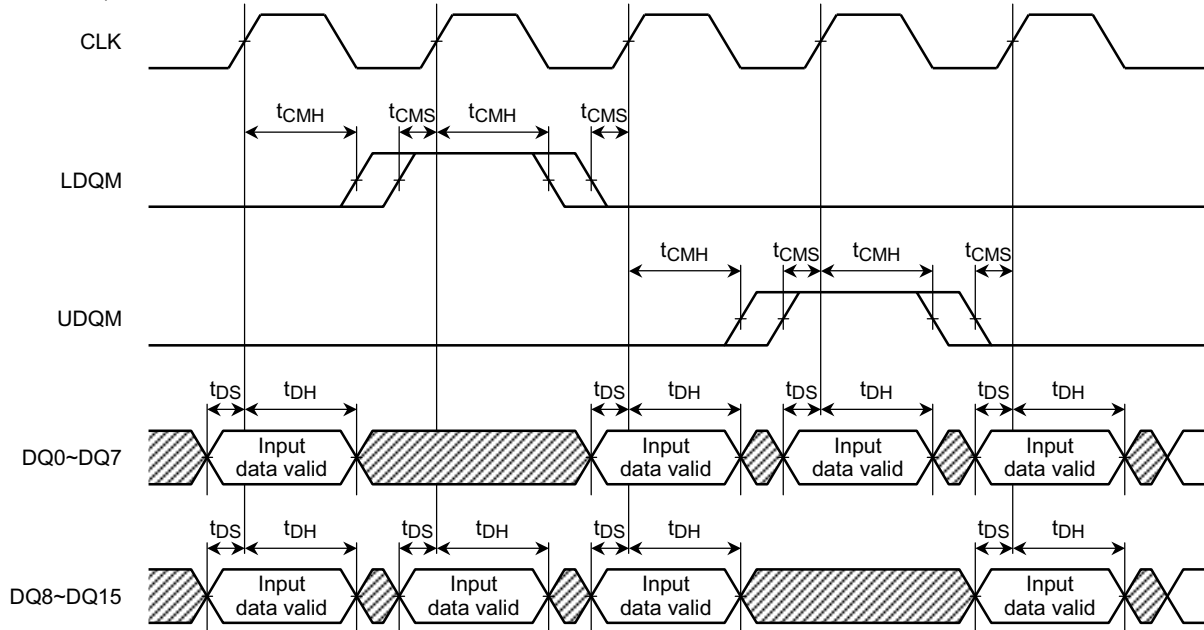 CLK
tCMH tCMS tCMH tCMS
LDQM
tCMH tCMS tCMH tCMS
UDQM
tDS tDH tDS tDH tDS tDH tDS tDH
DQ0~DQ7
Input data valid
Input data valid
Input data valid
Input data valid
tDS tDH tDS tDH tDS tDH tDS tDH
DQ8~DQ15
Input data valid
Input data valid
Input data valid
Input data valid